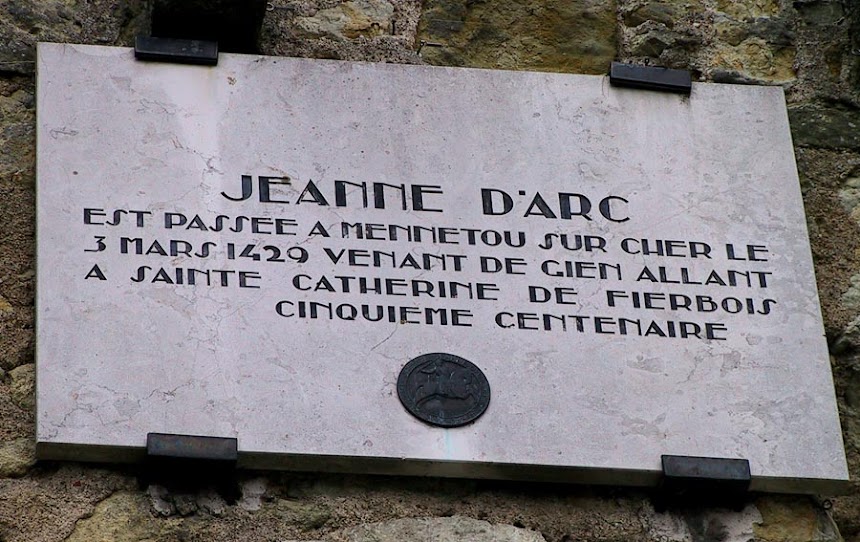 JEANNE D'ARC
EST PASSÉE A MENNETOU SUR CHER LE
3 MARS 1429 VENANT DE GIEN ALLANT
A SAINTE CATHERINE DE FIERBOIS
CINQUIEME CENTENAIRE